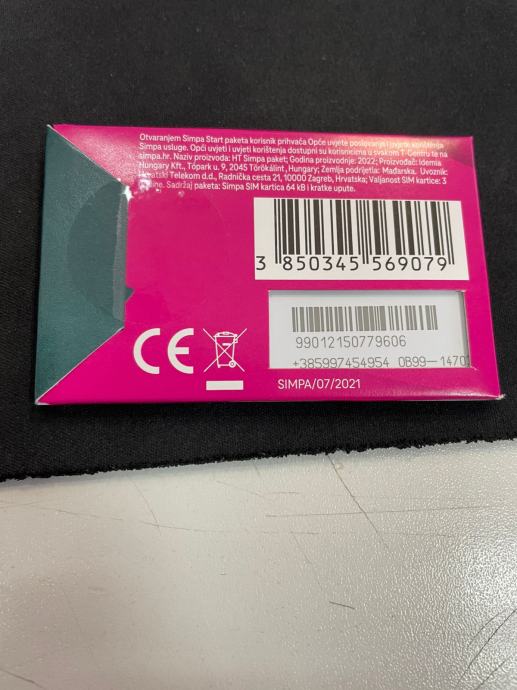 Otvaranjem Simpa Start paketa korisnik prihvaća Opće uvjete poslovanja i uvjete korištenja
Simpa usluge. Opći uvjeti i uvjeti korištenja dostupni su korisnicima u svakom T-Centru te na
simpa.hr. Naziv proizvoda: HT Simpa paket; Godina proizvodnje: 2022; Proizvođač: Idemia
Hungary Kft., Tópark u. 9, 2045 Törökálint, Hungary; Zemlja podrijetla: Mađarska. Uvoznik:
Hrvatski Telekom d.d., Radnička cesta 21, 10000 Zagreb, Hrvatska; Valjanost SIM kartice: 3
Sadržaj paketa: Simpa SIM kartica 64 kB i kratke upute.
3 850345 569079
99012150779606
+385997454954 0B99-1470
CE
SIMPA/07/2021